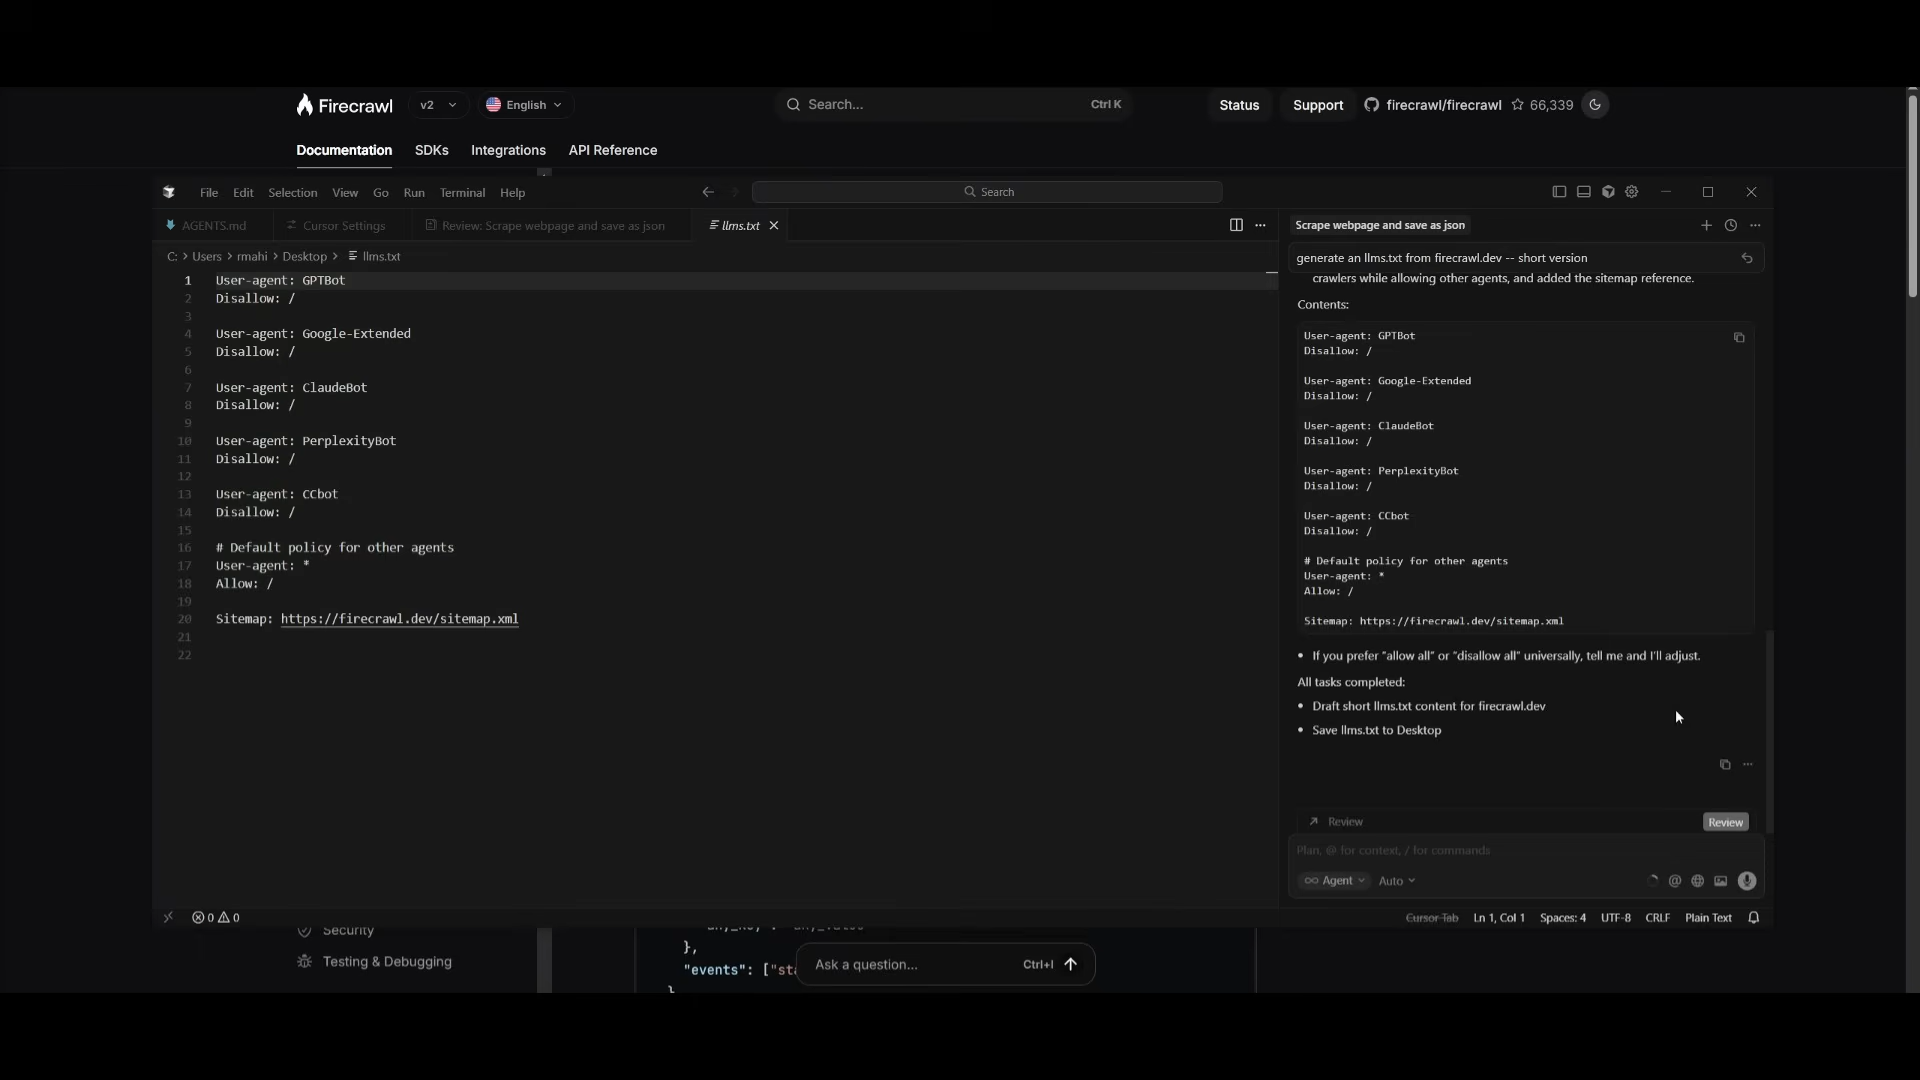 Firecrawl v2 English Search... Ctrl K Status Support firecrawl/firecrawl 66,339
Documentation SDKs Integrations API Reference
File Edit Selection View Go Run Terminal Help Search
AGENTS.md Cursor Settings Review: Scrape webpage and save as json llms.txt
C: > Users > rmahi > Desktop > llms.txt
1 User-agent: GPTBot
2 Disallow: /
3
4 User-agent: Google-Extended
5 Disallow: /
6
7 User-agent: ClaudeBot
8 Disallow: /
9
10 User-agent: PerplexityBot
11 Disallow: /
12
13 User-agent: CCbot
14 Disallow: /
15
16 # Default policy for other agents
17 User-agent: *
18 Allow: /
19
20 Sitemap: https://firecrawl.dev/sitemap.xml
21
22
Scrape webpage and save as json
generate an llms.txt from firecrawl.dev -- short version
crawlers while allowing other agents, and added the sitemap reference.
Contents:
User-agent: GPTBot
Disallow: /
User-agent: Google-Extended
Disallow: /
User-agent: ClaudeBot
Disallow: /
User-agent: PerplexityBot
Disallow: /
User-agent: CCbot
Disallow: /
# Default policy for other agents
User-agent: *
Allow: /
Sitemap: https://firecrawl.dev/sitemap.xml
• If you prefer “allow all” or “disallow all” universally, tell me and I'll adjust.
All tasks completed:
• Draft short llms.txt content for firecrawl.dev
• Save llms.txt to Desktop
Review Review
Plan, @ for context, / for commands
Agent Auto
0 0 Cursor Tab Ln 1, Col 1 Spaces: 4 UTF-8 CRLF Plain Text
Security
Testing & Debugging
},
"events": ["sta
}
Ask a question... Ctrl+I